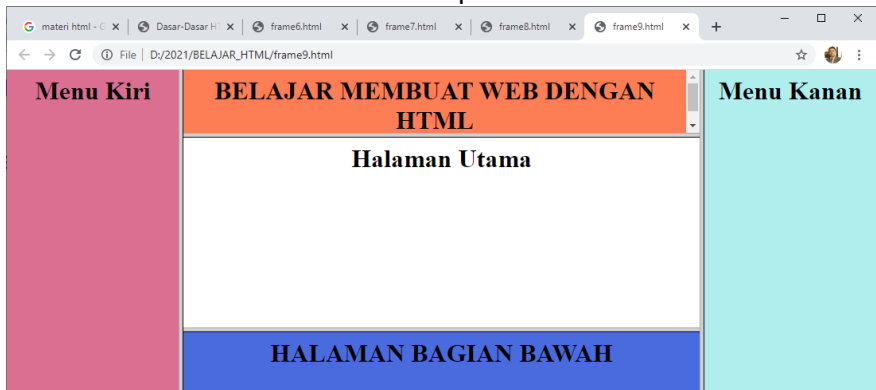 materi html - G
Dasar-Dasar H
frame6.html
frame7.html
frame8.html
frame9.html
File | D:/2021/BELAJAR_HTML/frame9.html
Menu Kiri
BELAJAR MEMBUAT WEB DENGAN
HTML
Halaman Utama
HALAMAN BAGIAN BAWAH
Menu Kanan